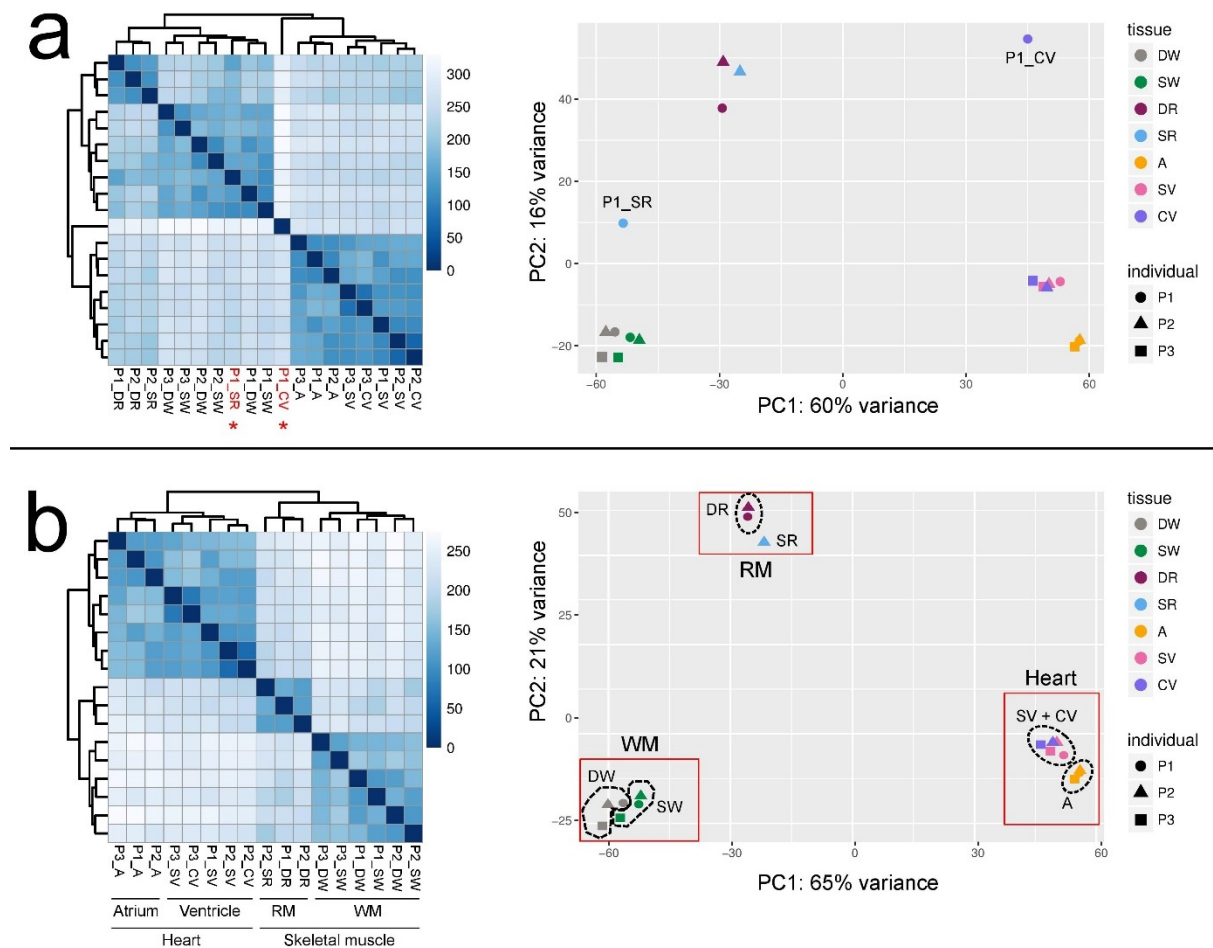 a
300
250
200
150
100
50
0
P1_DR
P2_DR
P2_SR
P3_DW
P3_SW
P2_DW
P2_SW
P1_SR
P1_DW
P1_SW
P1_CV
P3_A
P1_A
P2_A
P3_SV
P3_CV
P1_SV
P2_SV
P2_CV
* *
PC2: 16% variance
40
20
0
−20
P1_CV
P1_SR
−60 −30 0 30 60
PC1: 60% variance
tissue
DW
SW
DR
SR
A
SV
CV
individual
P1
P2
P3
b
250
200
150
100
50
0
P3_A
P1_A
P2_A
P3_SV
P3_CV
P1_SV
P2_SV
P2_CV
P2_SR
P1_DR
P2_DR
P3_DW
P3_SW
P1_DW
P1_SW
P2_DW
P2_SW
Atrium Ventricle RM WM
Heart Skeletal muscle
PC2: 21% variance
50
25
0
−25
DR
SR
RM
Heart
SV + CV
A
WM
DW
SW
−60 −30 0 30 60
PC1: 65% variance
tissue
DW
SW
DR
SR
A
SV
CV
individual
P1
P2
P3